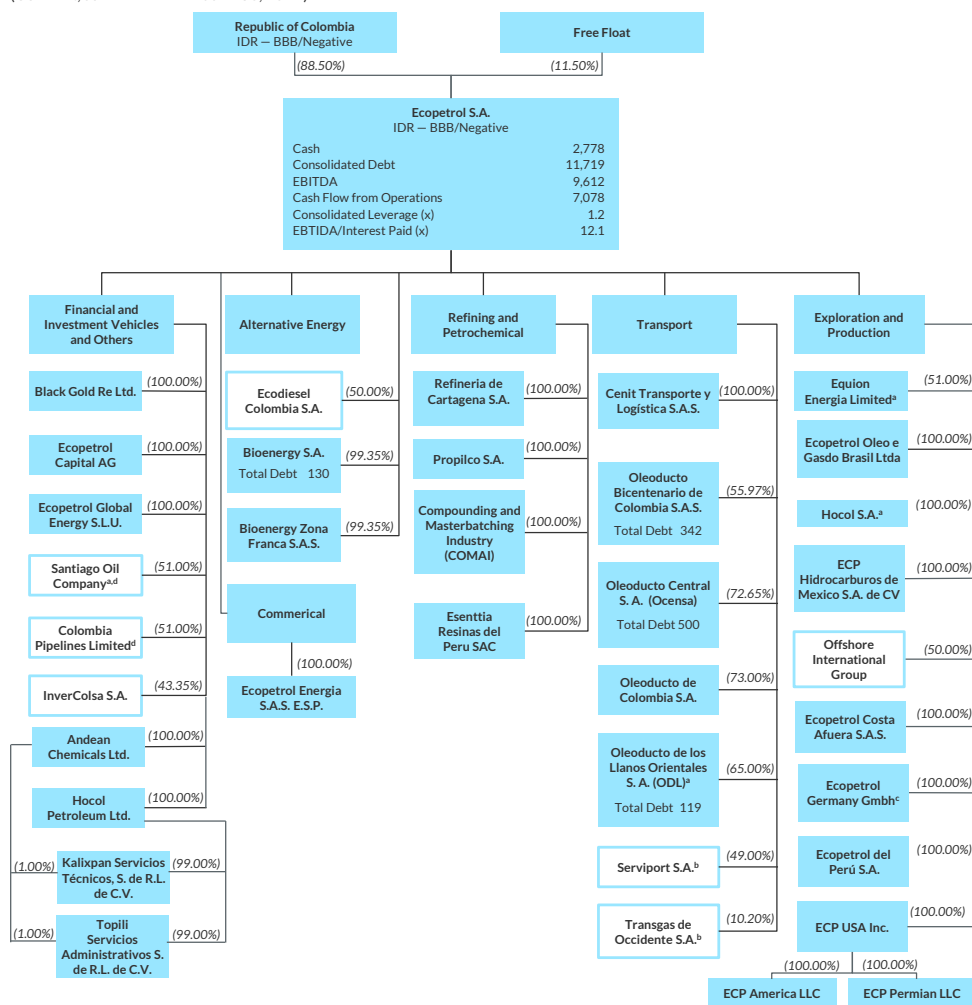 Republic of Colombia
IDR — BBB/Negative
Free Float
(88.50%)
(11.50%)
Ecopetrol S.A.
IDR — BBB/Negative
Cash 2,778
Consolidated Debt 11,719
EBITDA 9,612
Cash Flow from Operations 7,078
Consolidated Leverage (x) 1.2
EBTIDA/Interest Paid (x) 12.1
Financial and
Investment Vehicles
and Others
Black Gold Re Ltd.
(100.00%)
Ecopetrol
Capital AG
(100.00%)
Ecopetrol Global
Energy S.L.U.
(100.00%)
Santiago Oil
Companyᵃ,ᵈ
(51.00%)
Colombia
Pipelines Limitedᵈ
(51.00%)
InverColsa S.A.
(43.35%)
Andean
Chemicals Ltd.
(100.00%)
Hocol
Petroleum Ltd.
(100.00%)
(1.00%)
Kalixpan Servicios
Técnicos, S. de R.L.
de C.V.
(99.00%)
(1.00%)
Topili
Servicios
Administrativos S.
de R.L. de C.V.
(99.00%)
Alternative Energy
Ecodiesel
Colombia S.A.
(50.00%)
Bioenergy S.A.
Total Debt 130
(99.35%)
Bioenergy Zona
Franca S.A.S.
(99.35%)
Commerical
(100.00%)
Ecopetrol Energia
S.A.S. E.S.P.
Refining and
Petrochemical
Refineria de
Cartagena S.A.
(100.00%)
Propilco S.A.
(100.00%)
Compounding and
Masterbatching
Industry
(COMAI)
(100.00%)
Esenttia
Resinas del
Peru SAC
(100.00%)
Transport
Cenit Transporte y
Logística S.A.S.
(100.00%)
Oleoducto
Bicentenario de
Colombia S.A.S.
Total Debt 342
(55.97%)
Oleoducto Central
S. A. (Ocensa)
Total Debt 500
(72.65%)
Oleoducto de
Colombia S.A.
(73.00%)
Oleoducto de los
Llanos Orientales
S. A. (ODL)ᵃ
Total Debt 119
(65.00%)
Serviport S.A.ᵇ
(49.00%)
Transgas de
Occidente S.A.ᵇ
(10.20%)
Exploration and
Production
Equion
Energia Limitedᵃ
(51.00%)
Ecopetrol Oleo e
Gasdo Brasil Ltda
(100.00%)
Hocol S.A.ᵃ
(100.00%)
ECP
Hidrocarburos de
Mexico S.A. de CV
(100.00%)
Offshore
International
Group
(50.00%)
Ecopetrol Costa
Afuera S.A.S.
(100.00%)
Ecopetrol
Germany Gmbhᶜ
(100.00%)
Ecopetrol del
Perú S.A.
(100.00%)
ECP USA Inc.
(100.00%)
(100.00%)
(100.00%)
ECP America LLC
ECP Permian LLC